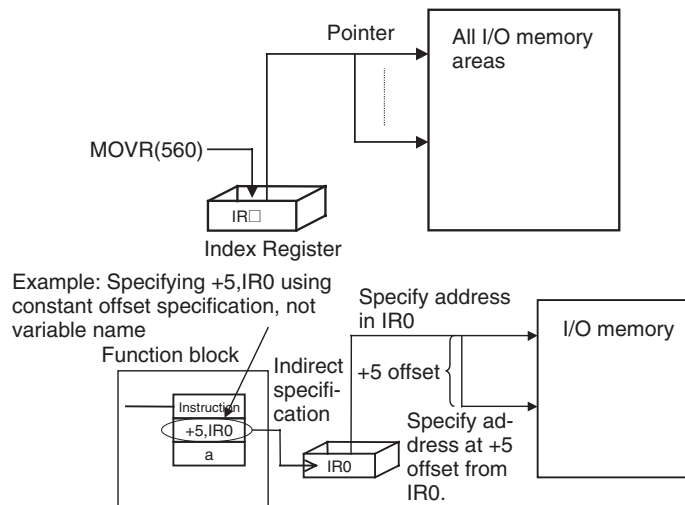 Pointer
All I/O memory
areas
MOVR(560)
IR□
Index Register
Example: Specifying +5,IR0 using
constant offset specification, not
variable name
Function block
Instruction
+5,IR0
a
Indirect
specifi-
cation
IR0
Specify address
in IR0
+5 offset
Specify ad-
dress at +5
offset from
IR0.
I/O memory